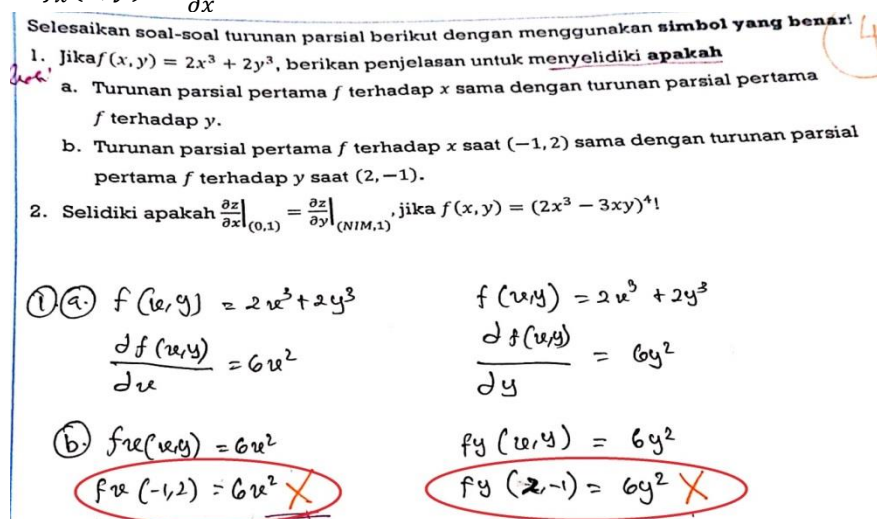 Selesaikan soal-soal turunan parsial berikut dengan menggunakan simbol yang benar!
1. Jika f(x, y) = 2x³ + 2y³, berikan penjelasan untuk menyelidiki apakah
a. Turunan parsial pertama f terhadap x sama dengan turunan parsial pertama
f terhadap y.
b. Turunan parsial pertama f terhadap x saat (−1, 2) sama dengan turunan parsial
pertama f terhadap y saat (2, −1).
2. Selidiki apakah ∂z/∂x|(0,1) = ∂z/∂y|(NIM,1), jika f(x, y) = (2x³ − 3xy)⁴!
① a. f(x,y) = 2x³+2y³ f(x,y) = 2x³ + 2y³
df(x,y)/dx = 6x² df(x,y)/dy = 6y²
b. fx(x,y) = 6x² fy(x,y) = 6y²
fx(-1,2) = 6x² X fy(2,-1) = 6y² X